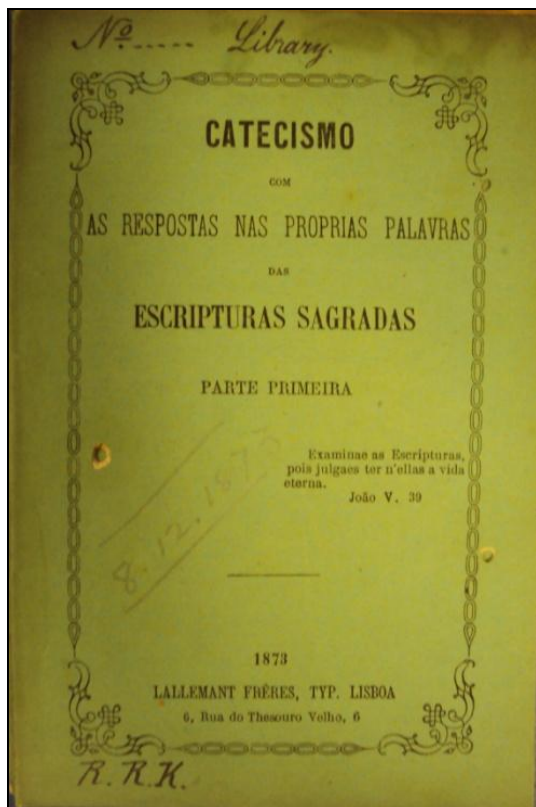 Nº..... Library.
CATECISMO
COM
AS RESPOSTAS NAS PROPRIAS PALAVRAS
DAS
ESCRIPTURAS SAGRADAS
PARTE PRIMEIRA
Examinae as Escripturas,
pois julgaes ter n'ellas a vida
eterna.
João V. 39
8.12.1873
1873
LALLEMANT FRÈRES, TYP. LISBOA
6, Rua do Thesouro Velho, 6
R. R. K.